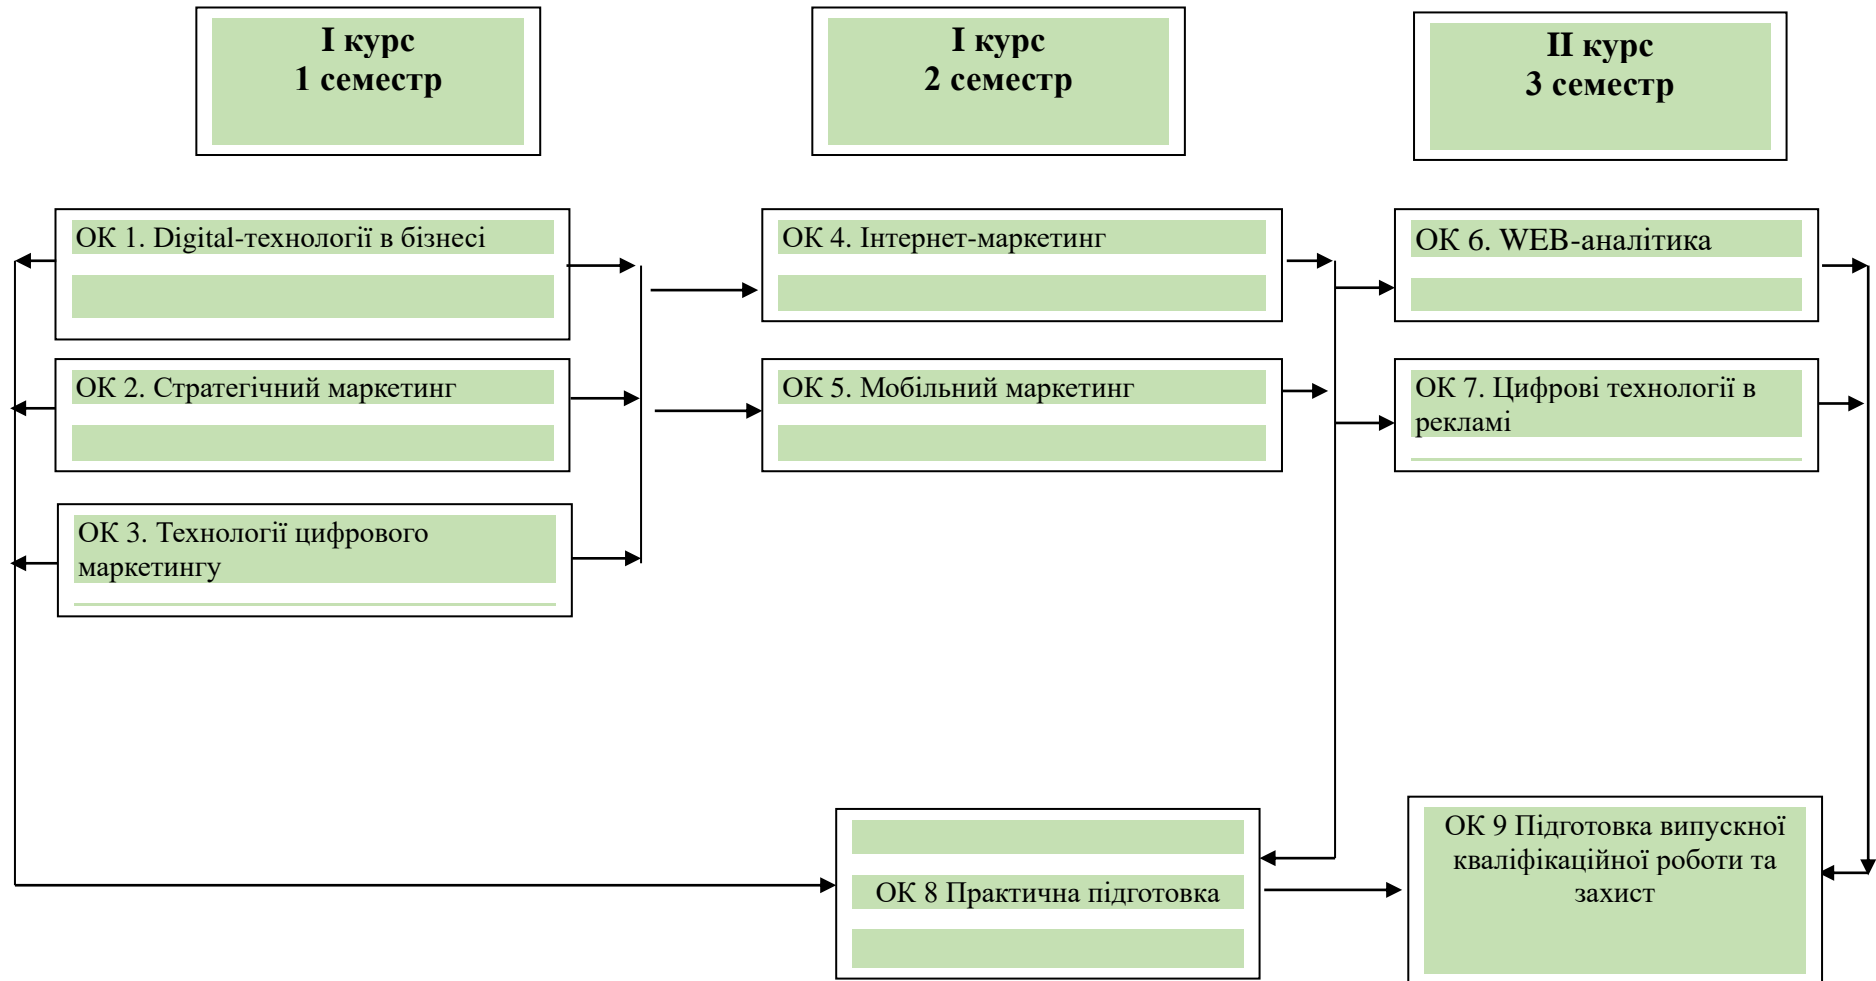 І курс
1 семестр
І курс
2 семестр
ІІ курс
3 семестр
ОК 1. Digital-технології в бізнесі
ОК 4. Інтернет-маркетинг
ОК 6. WEB-аналітика
ОК 2. Стратегічний маркетинг
ОК 5. Мобільний маркетинг
ОК 7. Цифрові технології в
рекламі
ОК 3. Технології цифрового
маркетингу
ОК 8 Практична підготовка
ОК 9 Підготовка випускної
кваліфікаційної роботи та
захист